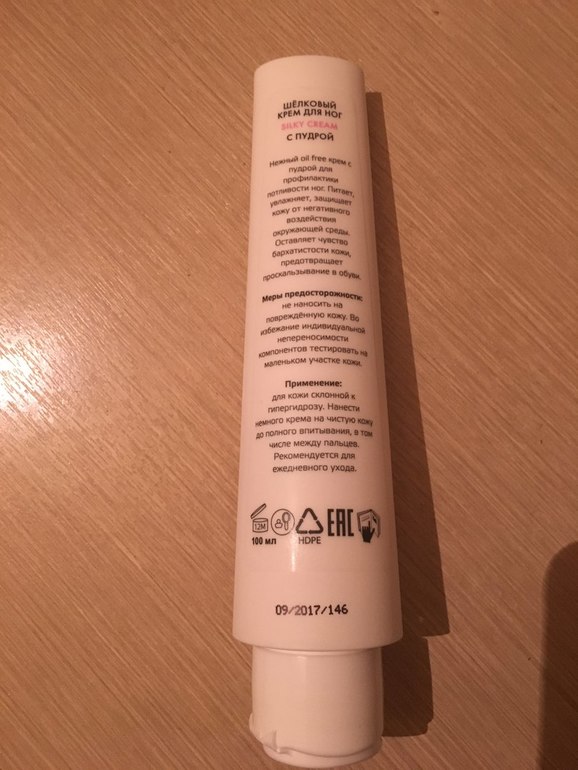 ШЁЛКОВЫЙ
КРЕМ ДЛЯ НОГ
SILKY CREAM
С ПУДРОЙ
Нежный oil free крем с
пудрой для
профилактики
потливости ног. Питает,
увлажняет, защищает
кожу от негативного
воздействия
окружающей среды.
Оставляет чувство
бархатистости кожи,
предотвращает
проскальзывание в обуви.
Меры предосторожности:
не наносить на
повреждённую кожу. Во
избежание индивидуальной
непереносимости
компонентов тестировать на
маленьком участке кожи.
Применение:
для кожи склонной к
гипергидрозу. Нанести
немного крема на чистую кожу
до полного впитывания, в том
числе между пальцев.
Рекомендуется для
ежедневного ухода.
12M
EAC
100 мл
HDPE
09/2017/146